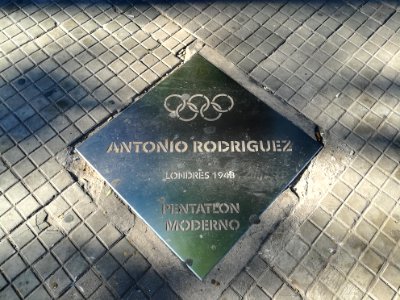 ANTONIO RODRIGUEZ
LONDRES 1948
PENTATLON
MODERNO